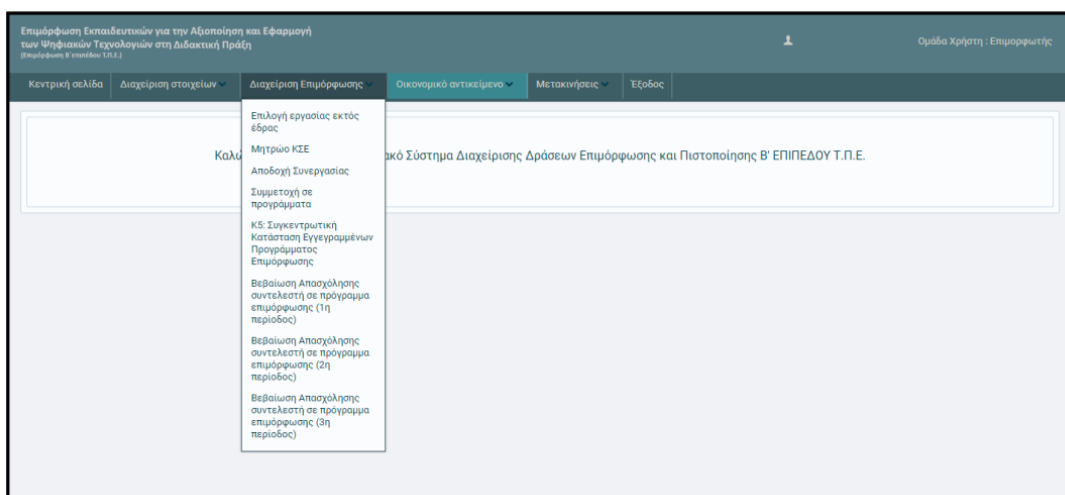 Επιμόρφωση Εκπαιδευτικών για την Αξιοποίηση και Εφαρμογή
των Ψηφιακών Τεχνολογιών στη Διδακτική Πράξη
(Επιμόρφωση Β' επιπέδου Τ.Π.Ε.)
Ομάδα Χρήστη : Επιμορφωτής
Κεντρική σελίδα Διαχείριση στοιχείων Διαχείριση Επιμόρφωσης Οικονομικό αντικείμενο Μετακινήσεις Έξοδος
Επιλογή εργασίας εκτός
έδρας
Μητρώο ΚΣΕ
Αποδοχή Συνεργασίας
Συμμετοχή σε
προγράμματα
Κ5: Συγκεντρωτική
Κατάσταση Εγγεγραμμένων
Προγράμματος
Επιμόρφωσης
Βεβαίωση Απασχόλησης
συντελεστή σε πρόγραμμα
επιμόρφωσης (1η
περίοδος)
Βεβαίωση Απασχόλησης
συντελεστή σε πρόγραμμα
επιμόρφωσης (2η
περίοδος)
Βεβαίωση Απασχόλησης
συντελεστή σε πρόγραμμα
επιμόρφωσης (3η
περίοδος)
Σύστημα Διαχείρισης Δράσεων Επιμόρφωσης και Πιστοποίησης Β' ΕΠΙΠΕΔΟΥ Τ.Π.Ε.